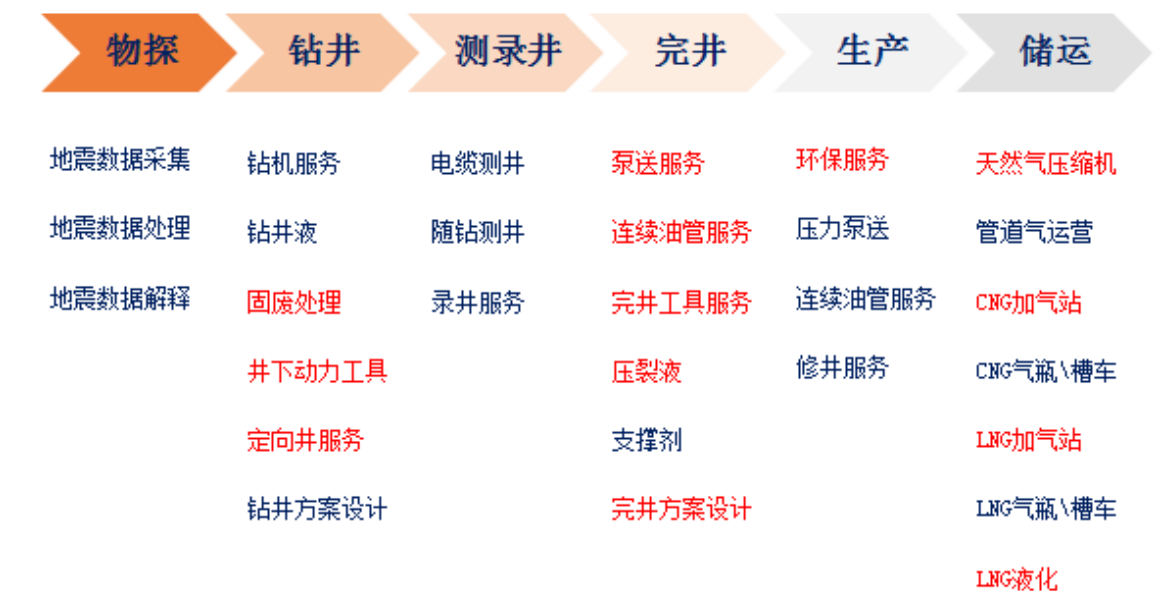 物探 钻井 测录井 完井 生产 储运
地震数据采集 钻机服务 电缆测井 泵送服务 环保服务 天然气压缩机
地震数据处理 钻井液 随钻测井 连续油管服务 压力泵送 管道气运营
地震数据解释 固废处理 录井服务 完井工具服务 连续油管服务 CNG加气站
井下动力工具 压裂液 修井服务 CNG气瓶\槽车
定向井服务 支撑剂 LNG加气站
钻井方案设计 完井方案设计 LNG气瓶\槽车
LNG液化